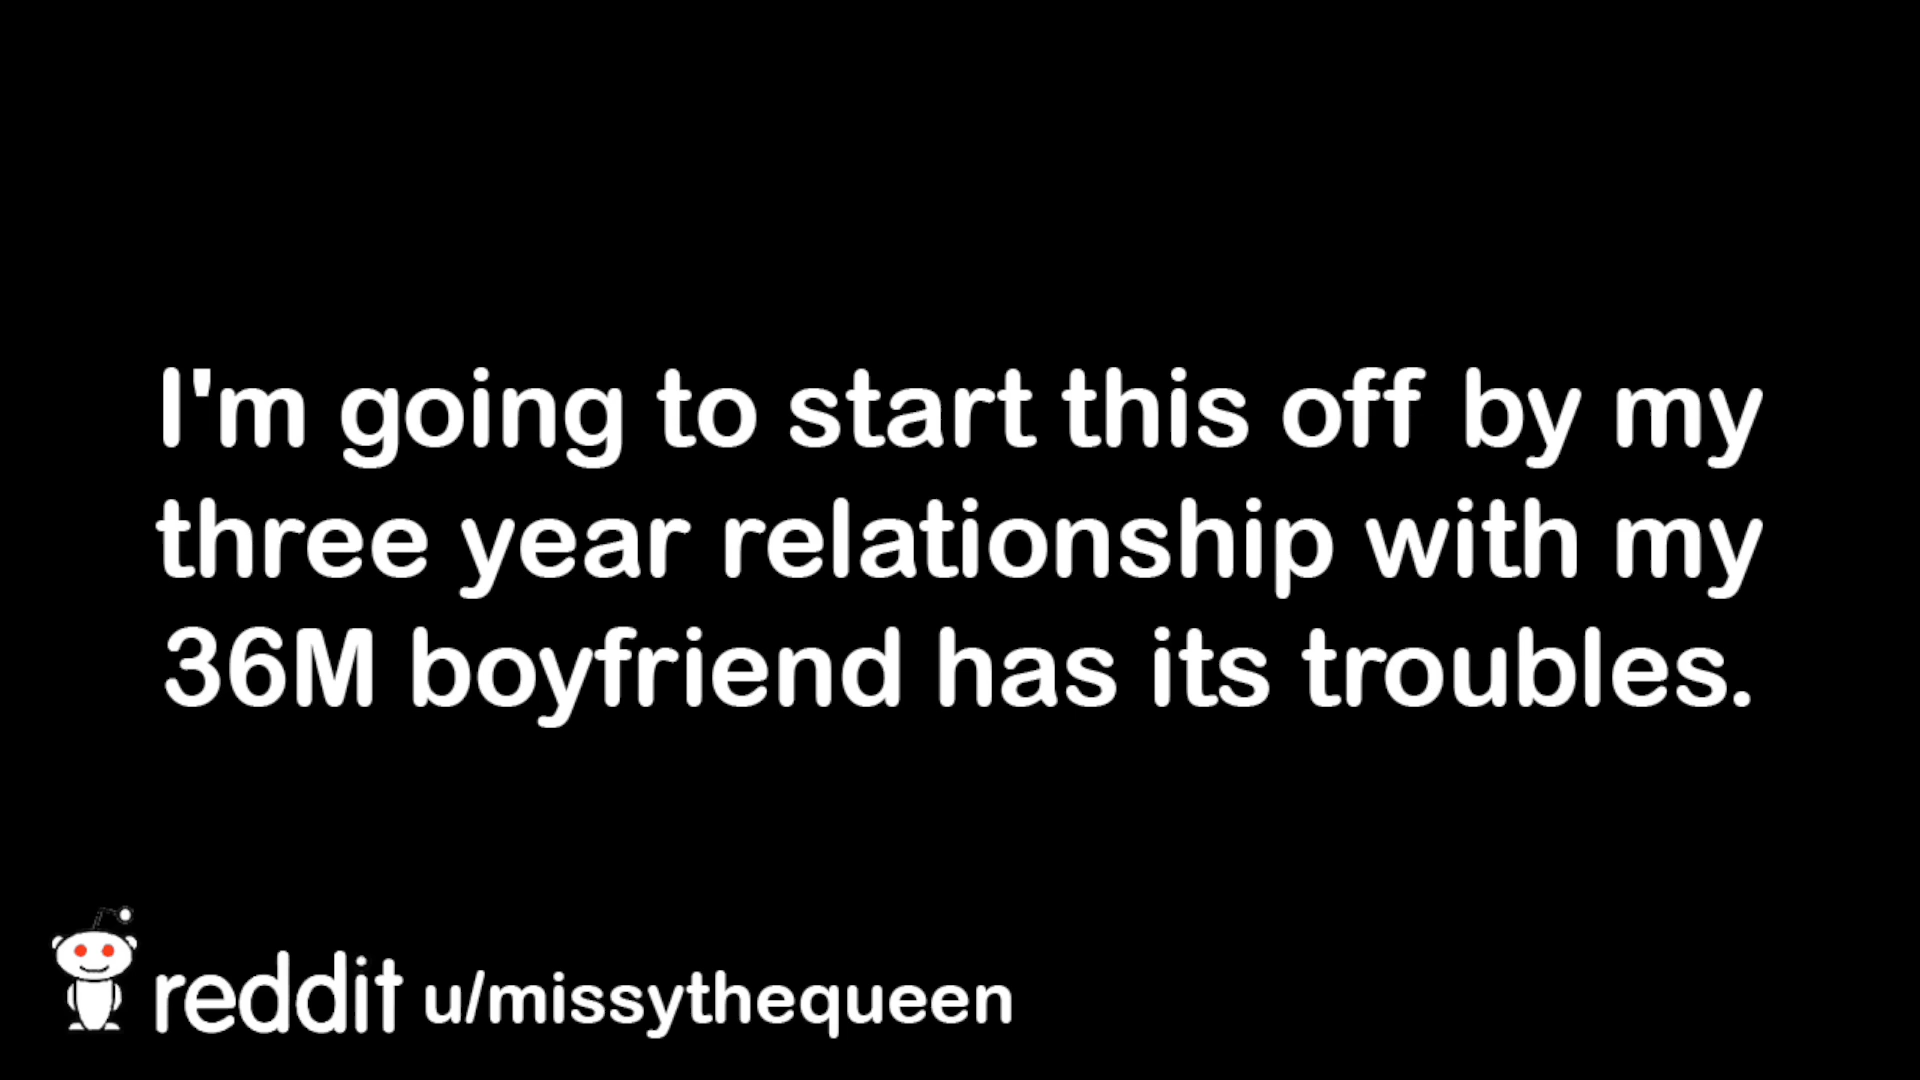 I'm going to start this off by my
three year relationship with my
36M boyfriend has its troubles.
reddit u/missythequeen